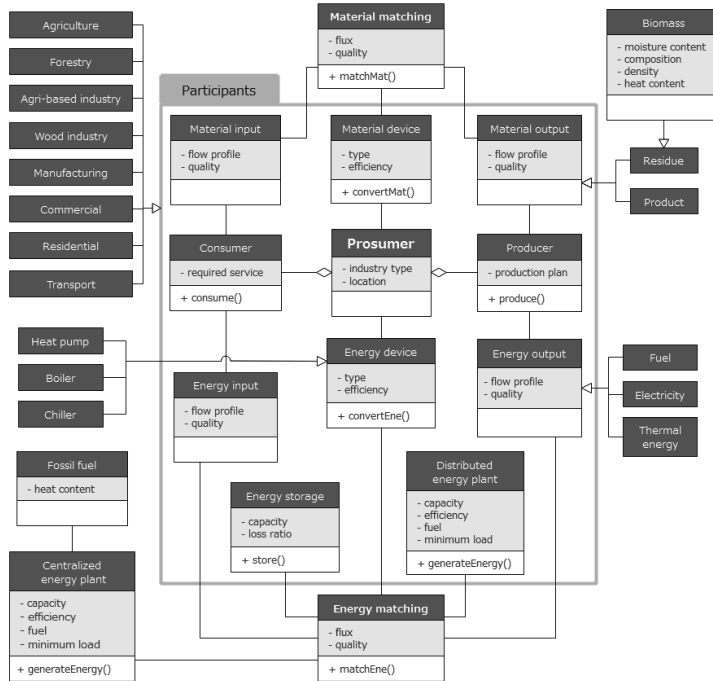 Agriculture
Forestry
Agri-based industry
Wood industry
Manufacturing
Commercial
Residential
Transport
Material matching
- flux
- quality
+ matchMat()
Biomass
- moisture content
- composition
- density
- heat content
Residue
Product
Participants
Material input
- flow profile
- quality
Material device
- type
- efficiency
+ convertMat()
Material output
- flow profile
- quality
Consumer
- required service
+ consume()
Prosumer
- industry type
- location
Producer
- production plan
+ produce()
Heat pump
Boiler
Chiller
Energy input
- flow profile
- quality
Energy device
- type
- efficiency
+ convertEne()
Energy output
- flow profile
- quality
Fuel
Electricity
Thermal
energy
Fossil fuel
- heat content
Energy storage
- capacity
- loss ratio
+ store()
Distributed
energy plant
- capacity
- efficiency
- fuel
- minimum load
+ generateEnergy()
Centralized
energy plant
- capacity
- efficiency
- fuel
- minimum load
+ generateEnergy()
Energy matching
- flux
- quality
+ matchEne()